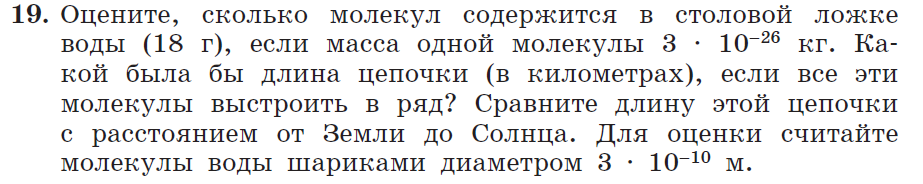 19. Оцените, сколько молекул содержится в столовой ложке
воды (18 г), если масса одной молекулы 3 · 10⁻²⁶ кг. Ка-
кой была бы длина цепочки (в километрах), если все эти
молекулы выстроить в ряд? Сравните длину этой цепочки
с расстоянием от Земли до Солнца. Для оценки считайте
молекулы воды шариками диаметром 3 · 10⁻¹⁰ м.